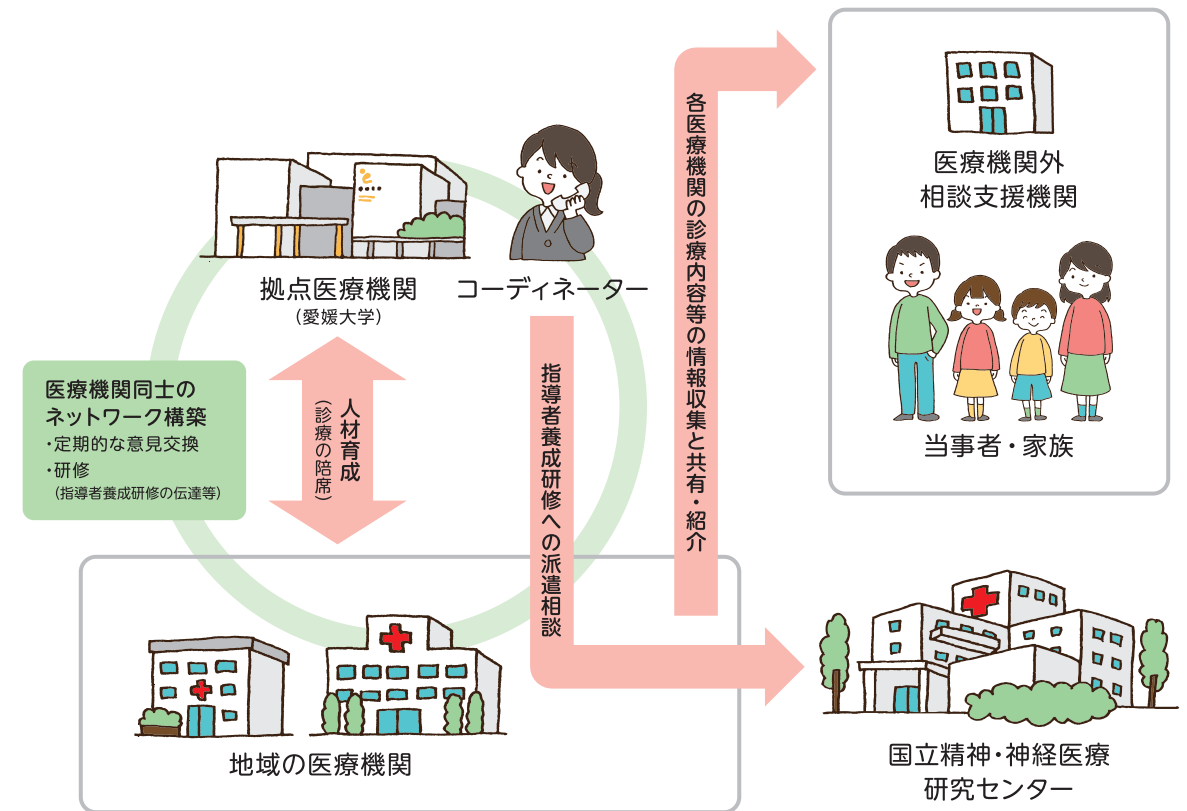 拠点医療機関
（愛媛大学）
コーディネーター
医療機関同士の
ネットワーク構築
・定期的な意見交換
・研修
（指導者養成研修の伝達等）
人材育成
（診療の陪席）
指導者養成研修への派遣相談
各医療機関の診療内容等の情報収集と共有・紹介
医療機関外
相談支援機関
当事者・家族
地域の医療機関
国立精神・神経医療
研究センター